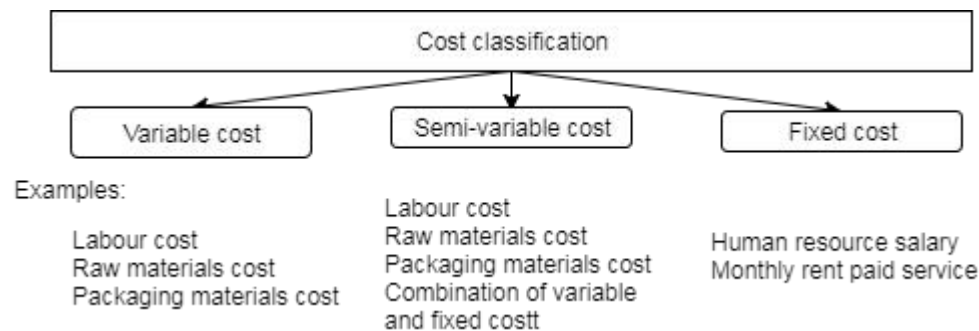 Cost classification
Variable cost
Semi-variable cost
Fixed cost
Examples:
Labour cost
Raw materials cost
Packaging materials cost
Labour cost
Raw materials cost
Packaging materials cost
Combination of variable
and fixed costt
Human resource salary
Monthly rent paid service